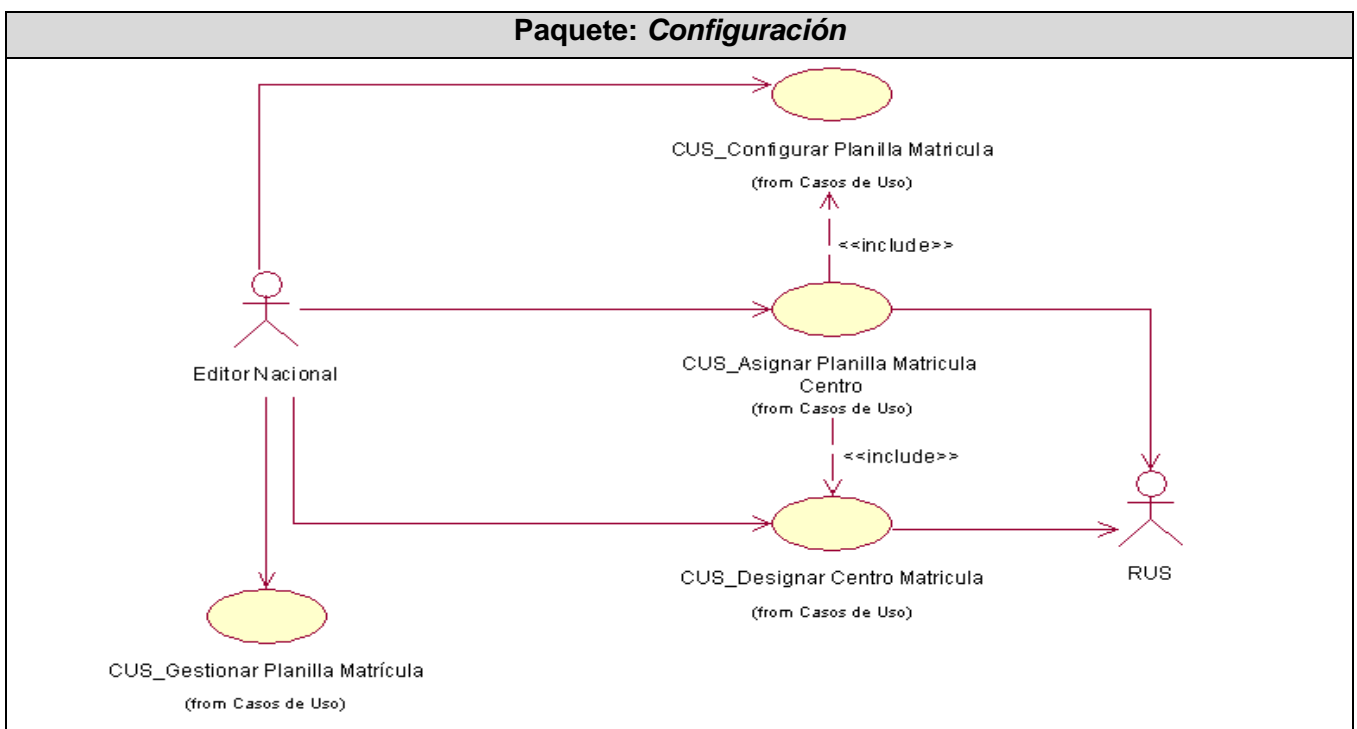 Paquete: Configuración
CUS_Configurar Planilla Matricula
(from Casos de Uso)
<<include>>
Editor Nacional
CUS_Asignar Planilla Matricula
Centro
(from Casos de Uso)
<<include>>
CUS_Designar Centro Matricula
(from Casos de Uso)
RUS
CUS_Gestionar Planilla Matrícula
(from Casos de Uso)